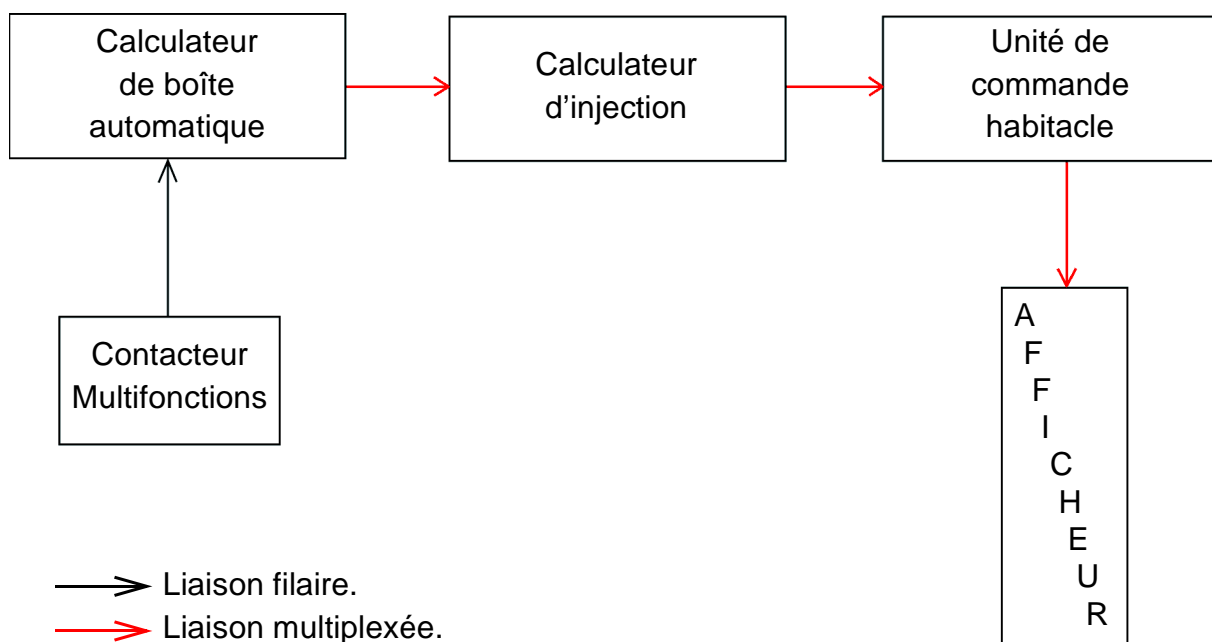 Calculateur
de boîte
automatique
Calculateur
d'injection
Unité de
commande
habitacle
Contacteur
Multifonctions
A
F
F
I
C
H
E
U
R
Liaison filaire.
Liaison multiplexée.